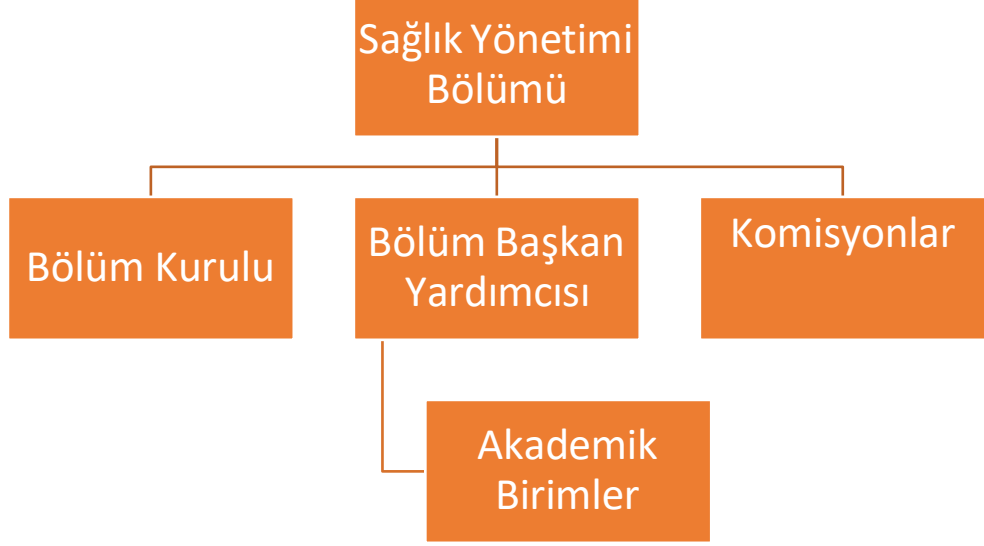 Sağlık Yönetimi
Bölümü
Bölüm Kurulu
Bölüm Başkan
Yardımcısı
Komisyonlar
Akademik
Birimler